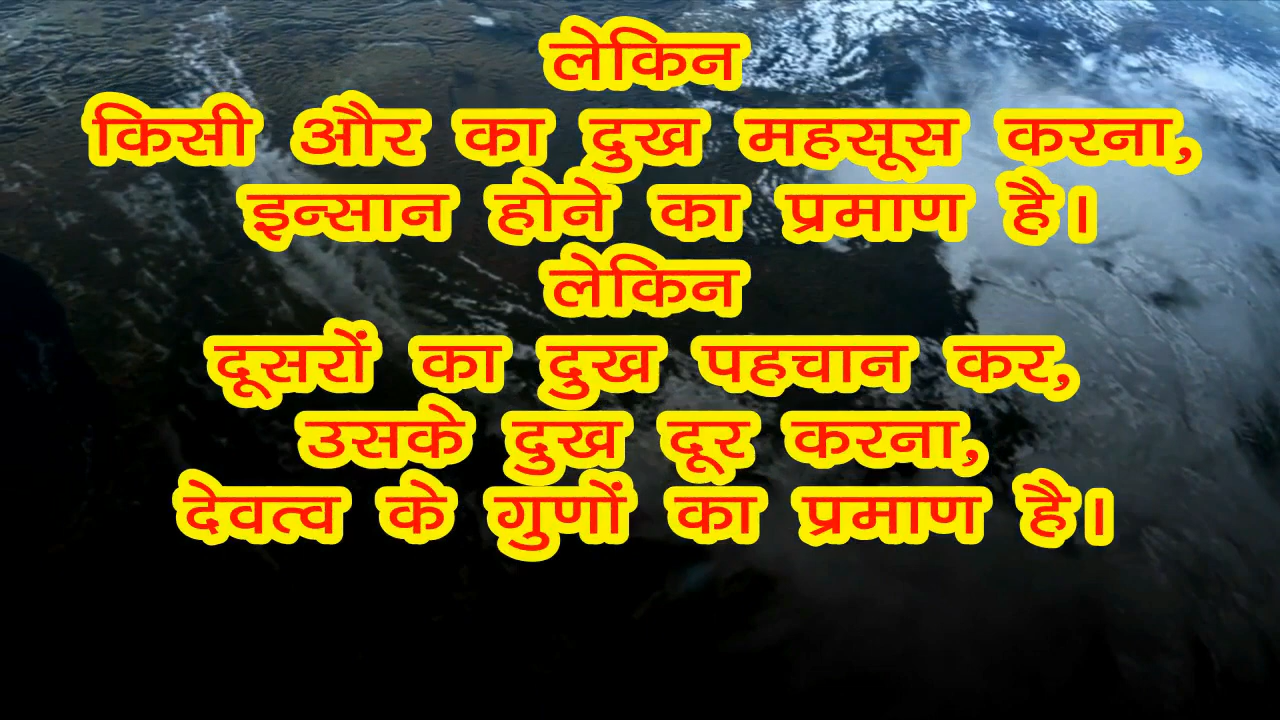 लेकिन
किसी और का दुख महसूस करना,
इन्सान होने का प्रमाण है।
लेकिन
दूसरों का दुख पहचान कर,
उसके दुख दूर करना,
देवत्व के गुणों का प्रमाण है।